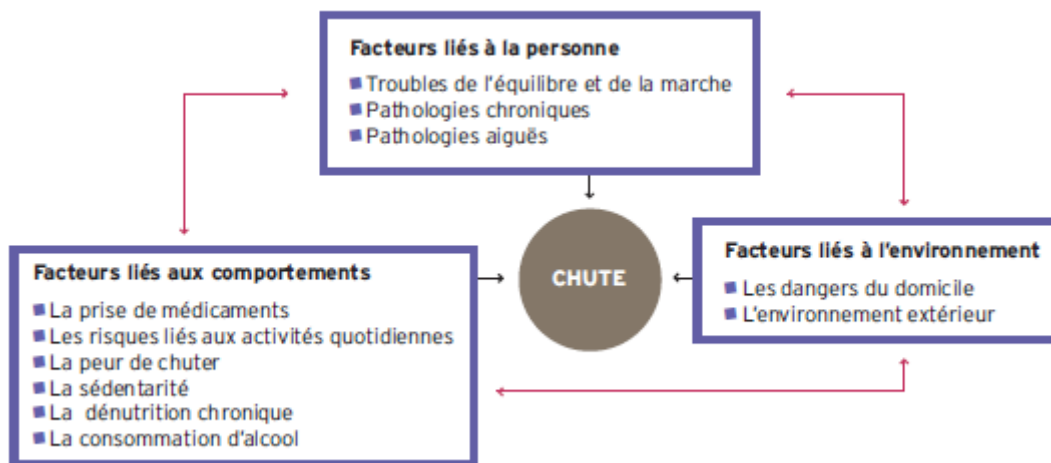 Facteurs liés à la personne
Troubles de l'équilibre et de la marche
Pathologies chroniques
Pathologies aiguës
Facteurs liés aux comportements
La prise de médicaments
Les risques liés aux activités quotidiennes
La peur de chuter
La sédentarité
La dénutrition chronique
La consommation d'alcool
CHUTE
Facteurs liés à l'environnement
Les dangers du domicile
L'environnement extérieur